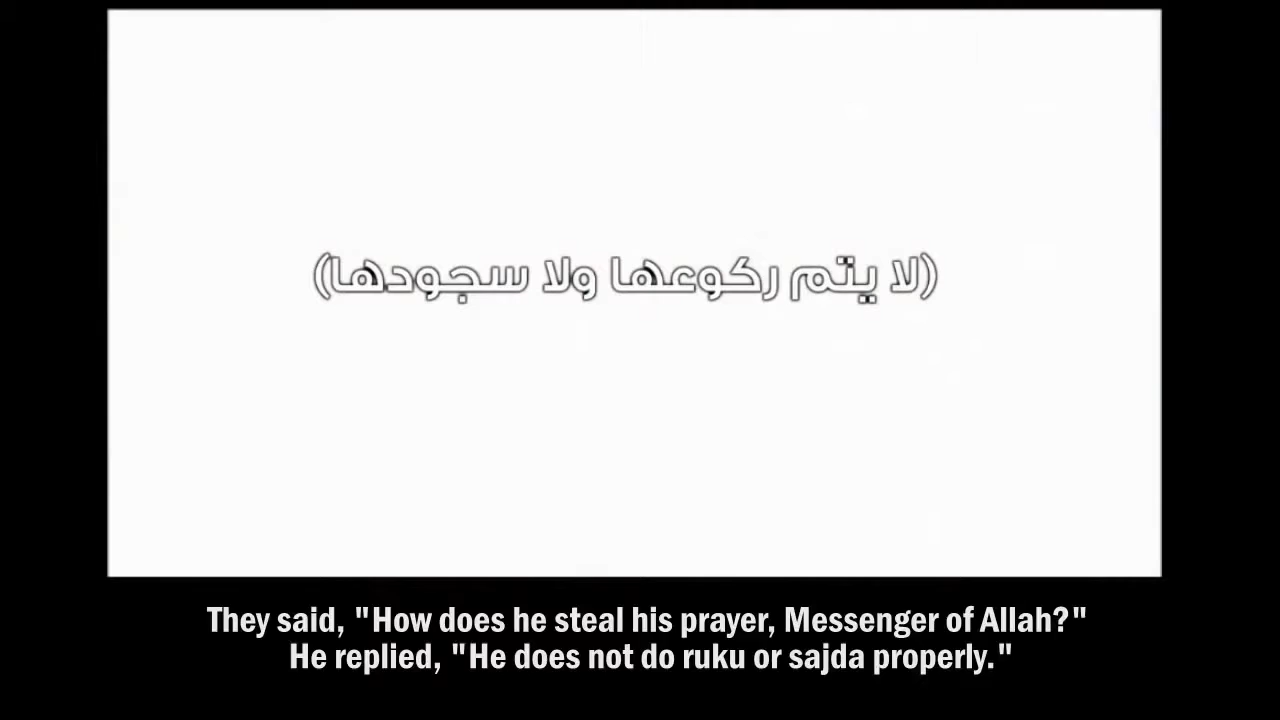 (لا يتم ركوعها ولا سجودها)
They said, "How does he steal his prayer, Messenger of Allah?"
He replied, "He does not do ruku or sajda properly."